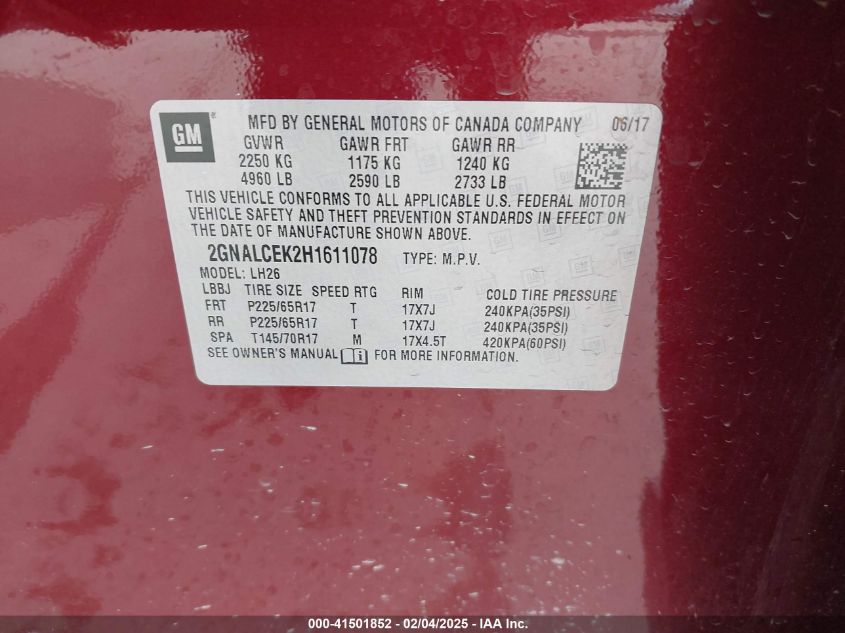 GM MFD BY GENERAL MOTORS OF CANADA COMPANY 06/17
GVWR GAWR FRT GAWR RR
2250 KG 1175 KG 1240 KG
4960 LB 2590 LB 2733 LB
THIS VEHICLE CONFORMS TO ALL APPLICABLE U.S. FEDERAL MOTOR
VEHICLE SAFETY AND THEFT PREVENTION STANDARDS IN EFFECT ON
THE DATE OF MANUFACTURE SHOWN ABOVE.
2GNALCEK2H1611078 TYPE: M.P.V.
MODEL: LH26
LBBJ TIRE SIZE SPEED RTG RIM COLD TIRE PRESSURE
FRT P225/65R17 T 17X7J 240KPA(35PSI)
RR P225/65R17 T 17X7J 240KPA(35PSI)
SPA T145/70R17 M 17X4.5T 420KPA(60PSI)
SEE OWNER'S MANUAL FOR MORE INFORMATION.
000-41501852 - 02/04/2025 - IAA Inc.